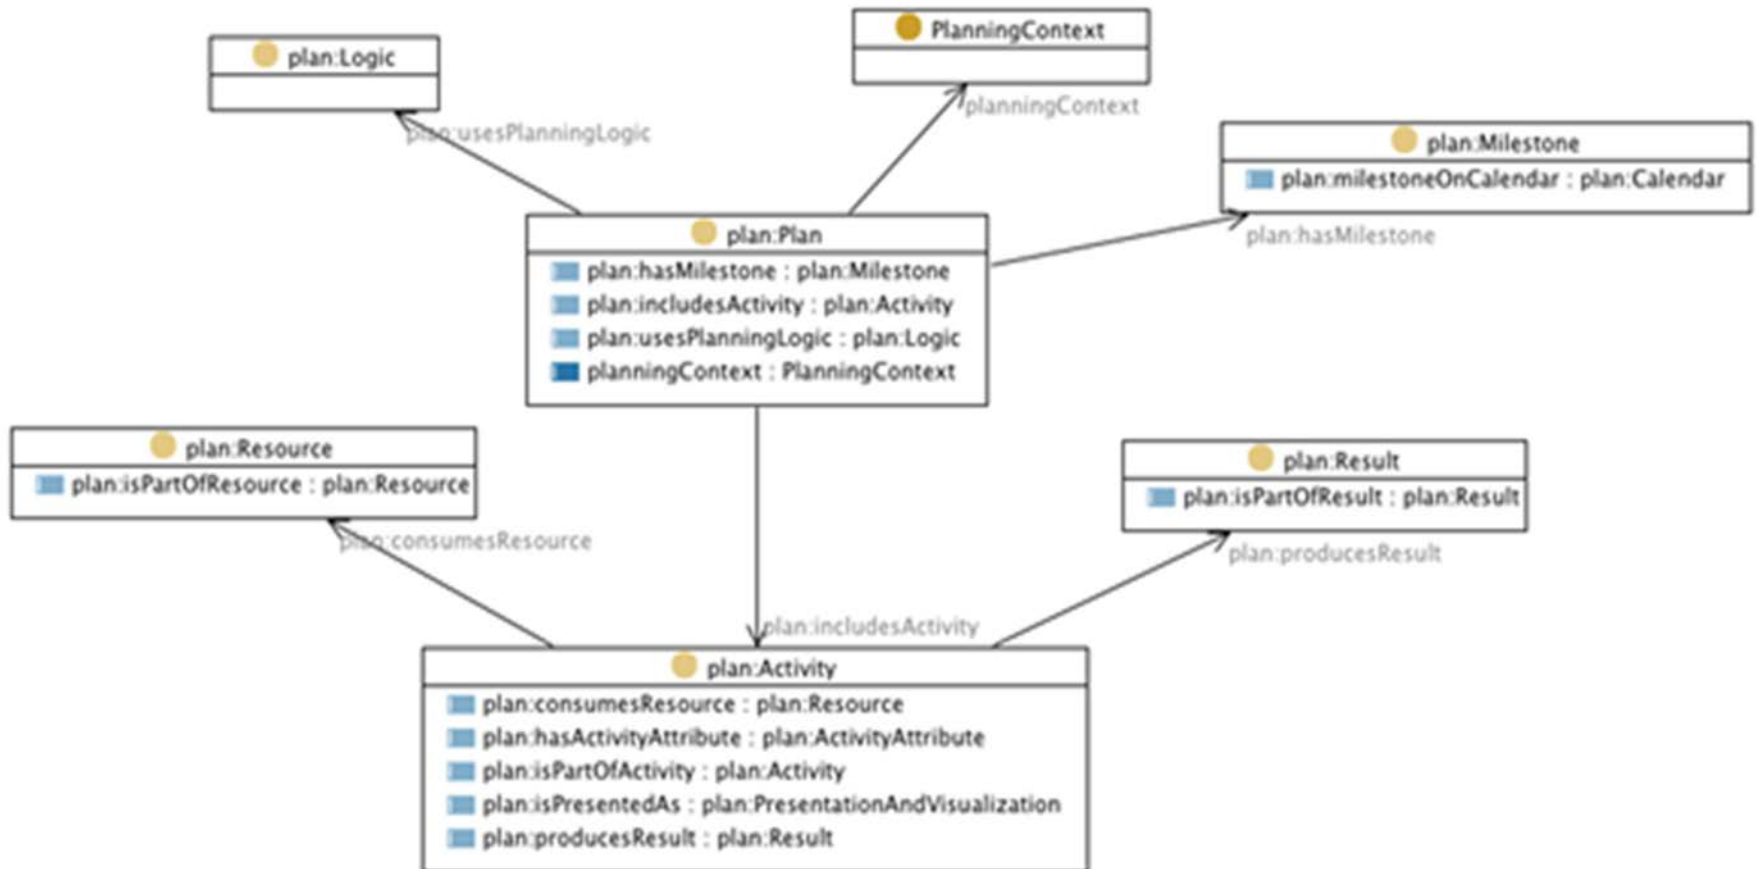 PlanningContext
plan:Logic
planningContext
plan:usesPlanningLogic
plan:Milestone
plan:milestoneOnCalendar : plan:Calendar
plan:hasMilestone
plan:Plan
plan:hasMilestone : plan:Milestone
plan:includesActivity : plan:Activity
plan:usesPlanningLogic : plan:Logic
planningContext : PlanningContext
plan:Resource
plan:isPartOfResource : plan:Resource
plan:consumesResource
plan:Result
plan:isPartOfResult : plan:Result
plan:producesResult
plan:includesActivity
plan:Activity
plan:consumesResource : plan:Resource
plan:hasActivityAttribute : plan:ActivityAttribute
plan:isPartOfActivity : plan:Activity
plan:isPresentedAs : plan:PresentationAndVisualization
plan:producesResult : plan:Result